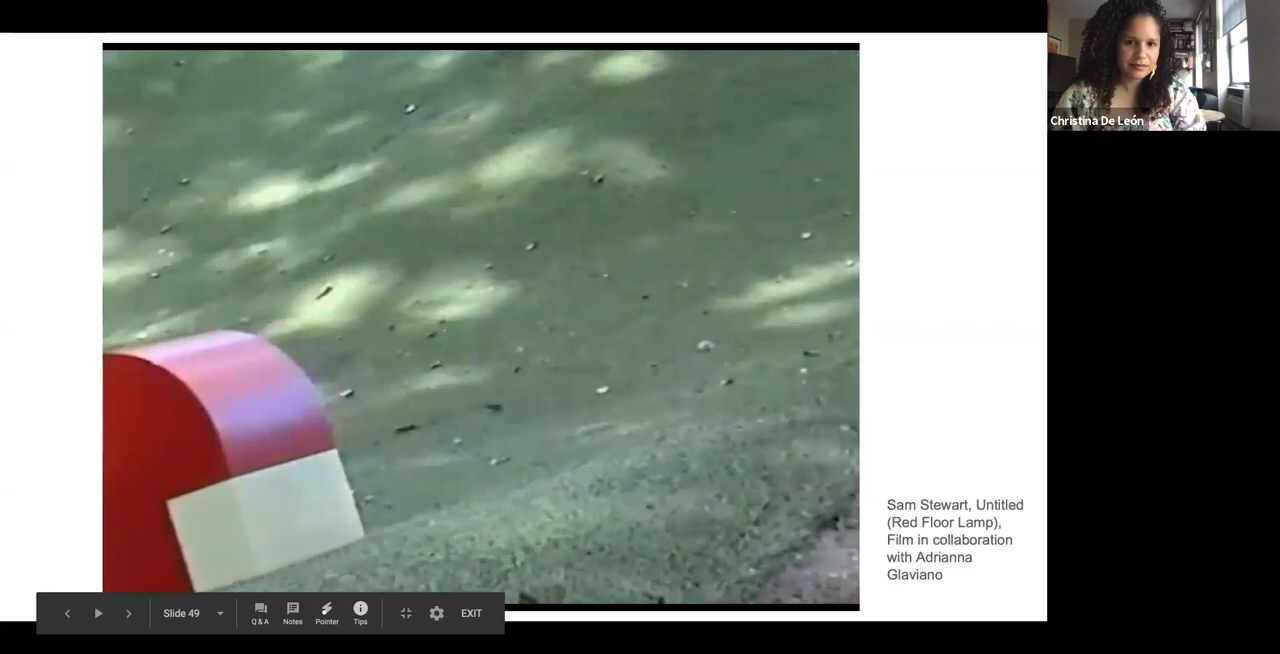 Christina De León
Sam Stewart, Untitled
(Red Floor Lamp),
Film in collaboration
with Adrianna
Glaviano
Slide 49
Q & A
Notes
Pointer
Tips
EXIT